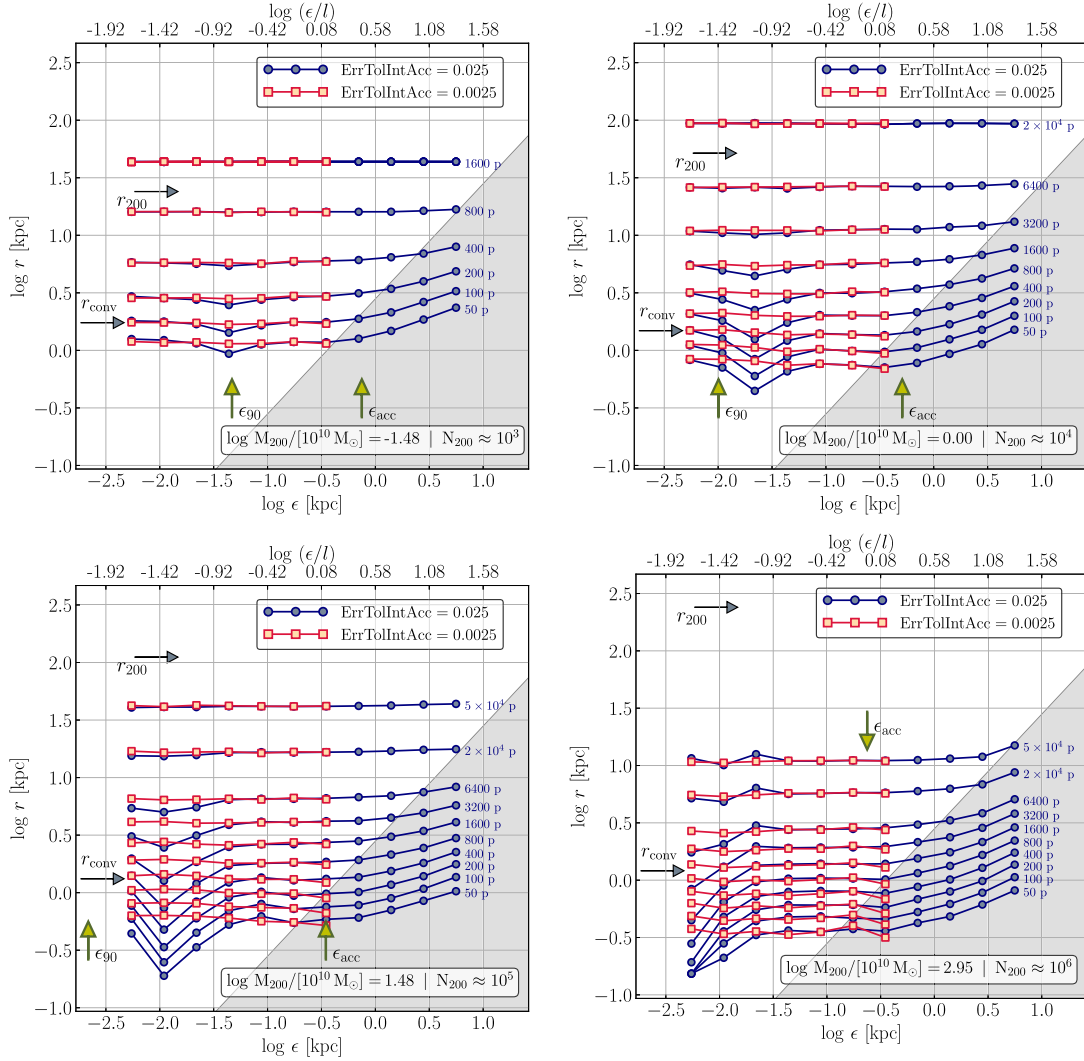 log (ϵ/l)
-1.92 -1.42 -0.92 -0.42 0.08 0.58 1.08 1.58
2.5
2.0
1.5
1.0
0.5
0.0
−0.5
−1.0
log r [kpc]
ErrTolIntAcc = 0.025
ErrTolIntAcc = 0.0025
1600 p
r200
800 p
400 p
200 p
100 p
50 p
rconv
ϵ90
ϵacc
log M200/[10^10 M⊙] = -1.48 | N200 ≈ 10^3
−2.5 −2.0 −1.5 −1.0 −0.5 0.0 0.5 1.0
log ϵ [kpc]
log (ϵ/l)
-1.92 -1.42 -0.92 -0.42 0.08 0.58 1.08 1.58
2.5
2.0
1.5
1.0
0.5
0.0
−0.5
−1.0
log r [kpc]
ErrTolIntAcc = 0.025
ErrTolIntAcc = 0.0025
2 × 10^4 p
r200
6400 p
3200 p
1600 p
800 p
400 p
200 p
100 p
50 p
rconv
ϵ90
ϵacc
log M200/[10^10 M⊙] = 0.00 | N200 ≈ 10^4
−2.5 −2.0 −1.5 −1.0 −0.5 0.0 0.5 1.0
log ϵ [kpc]
log (ϵ/l)
-1.92 -1.42 -0.92 -0.42 0.08 0.58 1.08 1.58
2.5
2.0
1.5
1.0
0.5
0.0
−0.5
−1.0
log r [kpc]
ErrTolIntAcc = 0.025
ErrTolIntAcc = 0.0025
r200
5 × 10^4 p
2 × 10^4 p
6400 p
3200 p
1600 p
800 p
400 p
200 p
100 p
50 p
rconv
ϵ90
ϵacc
log M200/[10^10 M⊙] = 1.48 | N200 ≈ 10^5
−2.5 −2.0 −1.5 −1.0 −0.5 0.0 0.5 1.0
log ϵ [kpc]
log (ϵ/l)
-1.92 -1.42 -0.92 -0.42 0.08 0.58 1.08 1.58
2.5
2.0
1.5
1.0
0.5
0.0
−0.5
−1.0
log r [kpc]
ErrTolIntAcc = 0.025
ErrTolIntAcc = 0.0025
r200
ϵacc
5 × 10^4 p
2 × 10^4 p
6400 p
3200 p
1600 p
800 p
400 p
200 p
100 p
50 p
rconv
log M200/[10^10 M⊙] = 2.95 | N200 ≈ 10^6
−2.5 −2.0 −1.5 −1.0 −0.5 0.0 0.5 1.0
log ϵ [kpc]